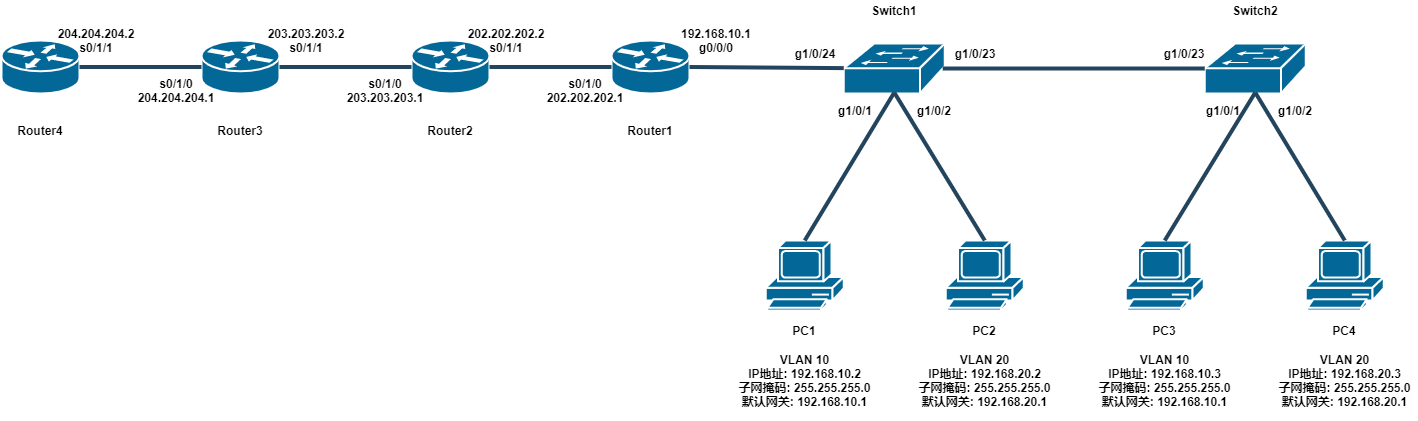 Switch1
Switch2
204.204.204.2
s0/1/1
203.203.203.2
s0/1/1
202.202.202.2
s0/1/1
192.168.10.1
g0/0/0
g1/0/24
g1/0/23
g1/0/23
s0/1/0
204.204.204.1
s0/1/0
203.203.203.1
s0/1/0
202.202.202.1
g1/0/1
g1/0/2
g1/0/1
g1/0/2
Router4
Router3
Router2
Router1
PC1
VLAN 10
IP地址: 192.168.10.2
子网掩码: 255.255.255.0
默认网关: 192.168.10.1
PC2
VLAN 20
IP地址: 192.168.20.2
子网掩码: 255.255.255.0
默认网关: 192.168.20.1
PC3
VLAN 10
IP地址: 192.168.10.3
子网掩码: 255.255.255.0
默认网关: 192.168.10.1
PC4
VLAN 20
IP地址: 192.168.20.3
子网掩码: 255.255.255.0
默认网关: 192.168.20.1